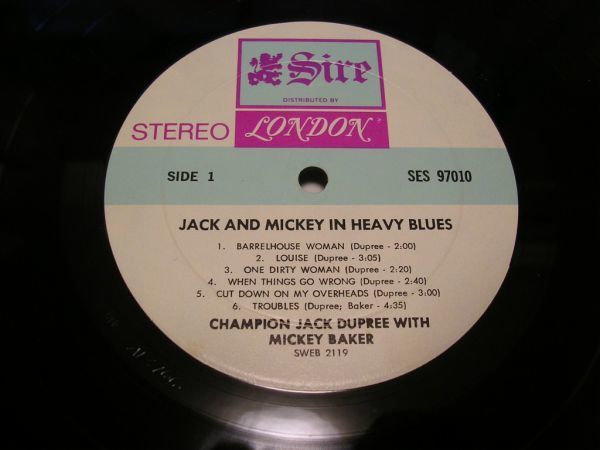 Sire
DISTRIBUTED BY
STEREO LONDON
SIDE 1 SES 97010
JACK AND MICKEY IN HEAVY BLUES
1. BARRELHOUSE WOMAN (Dupree - 2:00)
2. LOUISE (Dupree - 3:05)
3. ONE DIRTY WOMAN (Dupree - 2:20)
4. WHEN THINGS GO WRONG (Dupree - 2:40)
5. CUT DOWN ON MY OVERHEADS (Dupree - 3:00)
6. TROUBLES (Dupree; Baker - 4:35)
CHAMPION JACK DUPREE WITH
MICKEY BAKER
SWEB 2119